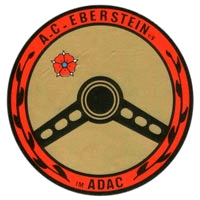 A.C. EBERSTEIN e.V.
IM ADAC